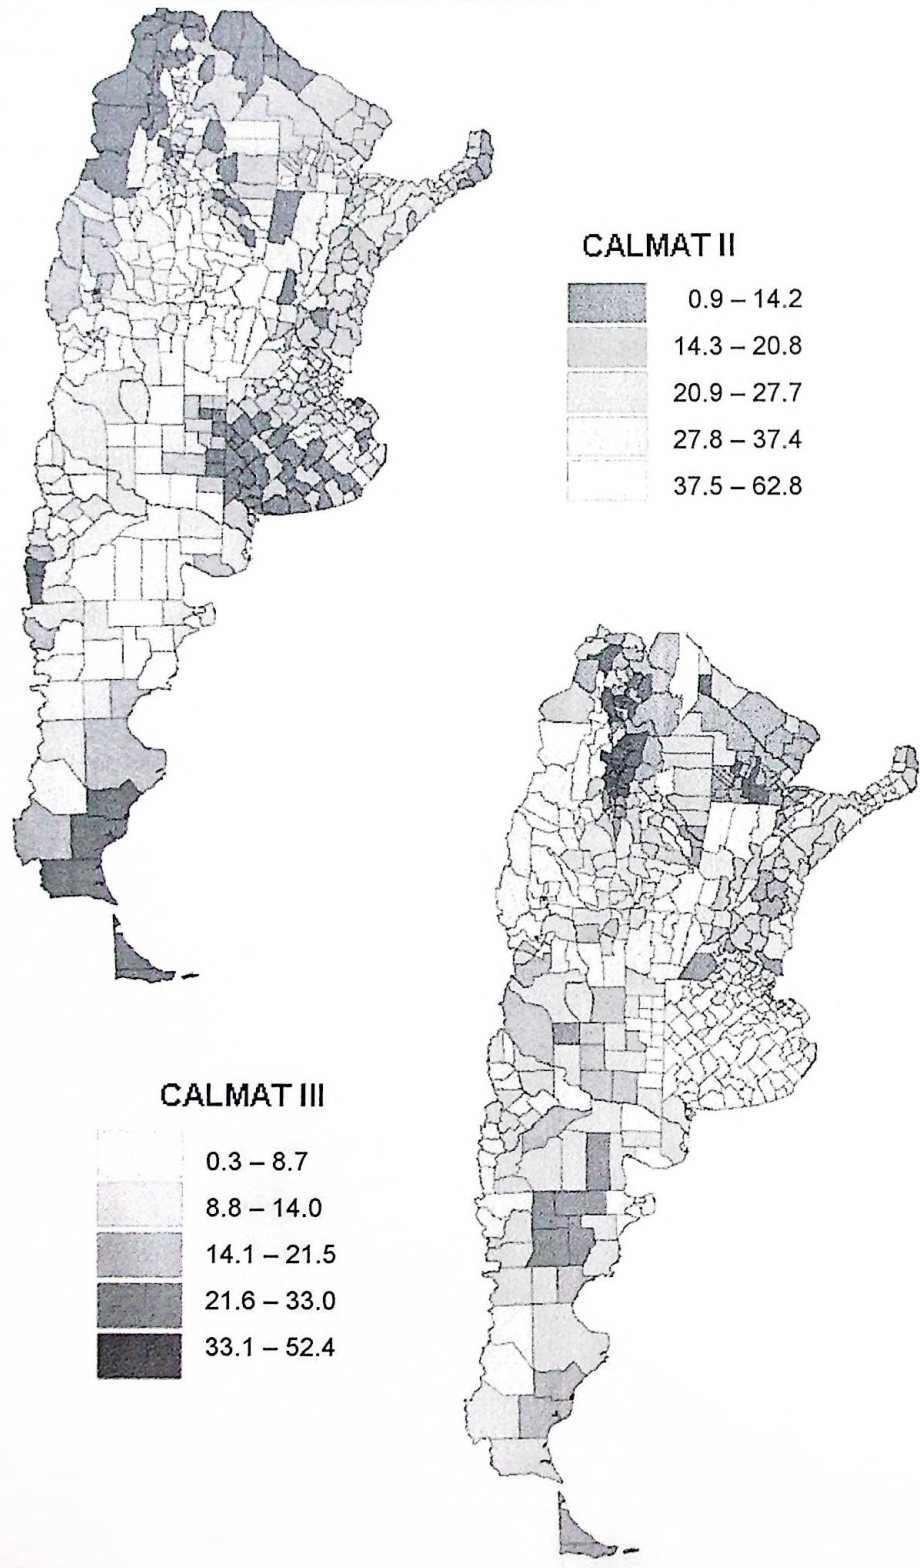 CALMAT II
0.9 – 14.2
14.3 – 20.8
20.9 – 27.7
27.8 – 37.4
37.5 – 62.8
CALMAT III
0.3 – 8.7
8.8 – 14.0
14.1 – 21.5
21.6 – 33.0
33.1 – 52.4